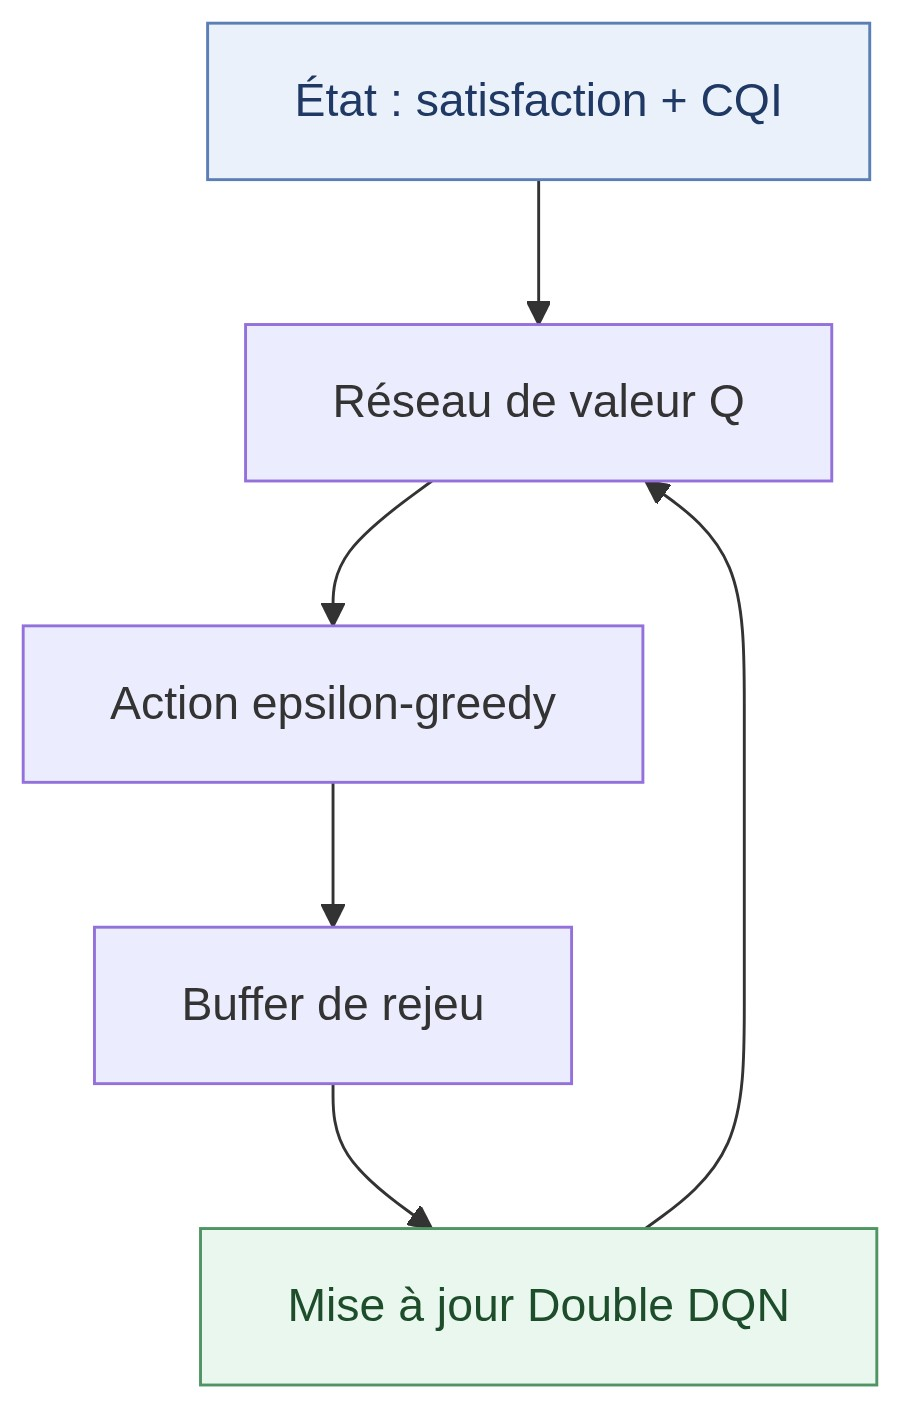 État : satisfaction + CQI
Réseau de valeur Q
Action epsilon-greedy
Buffer de rejeu
Mise à jour Double DQN